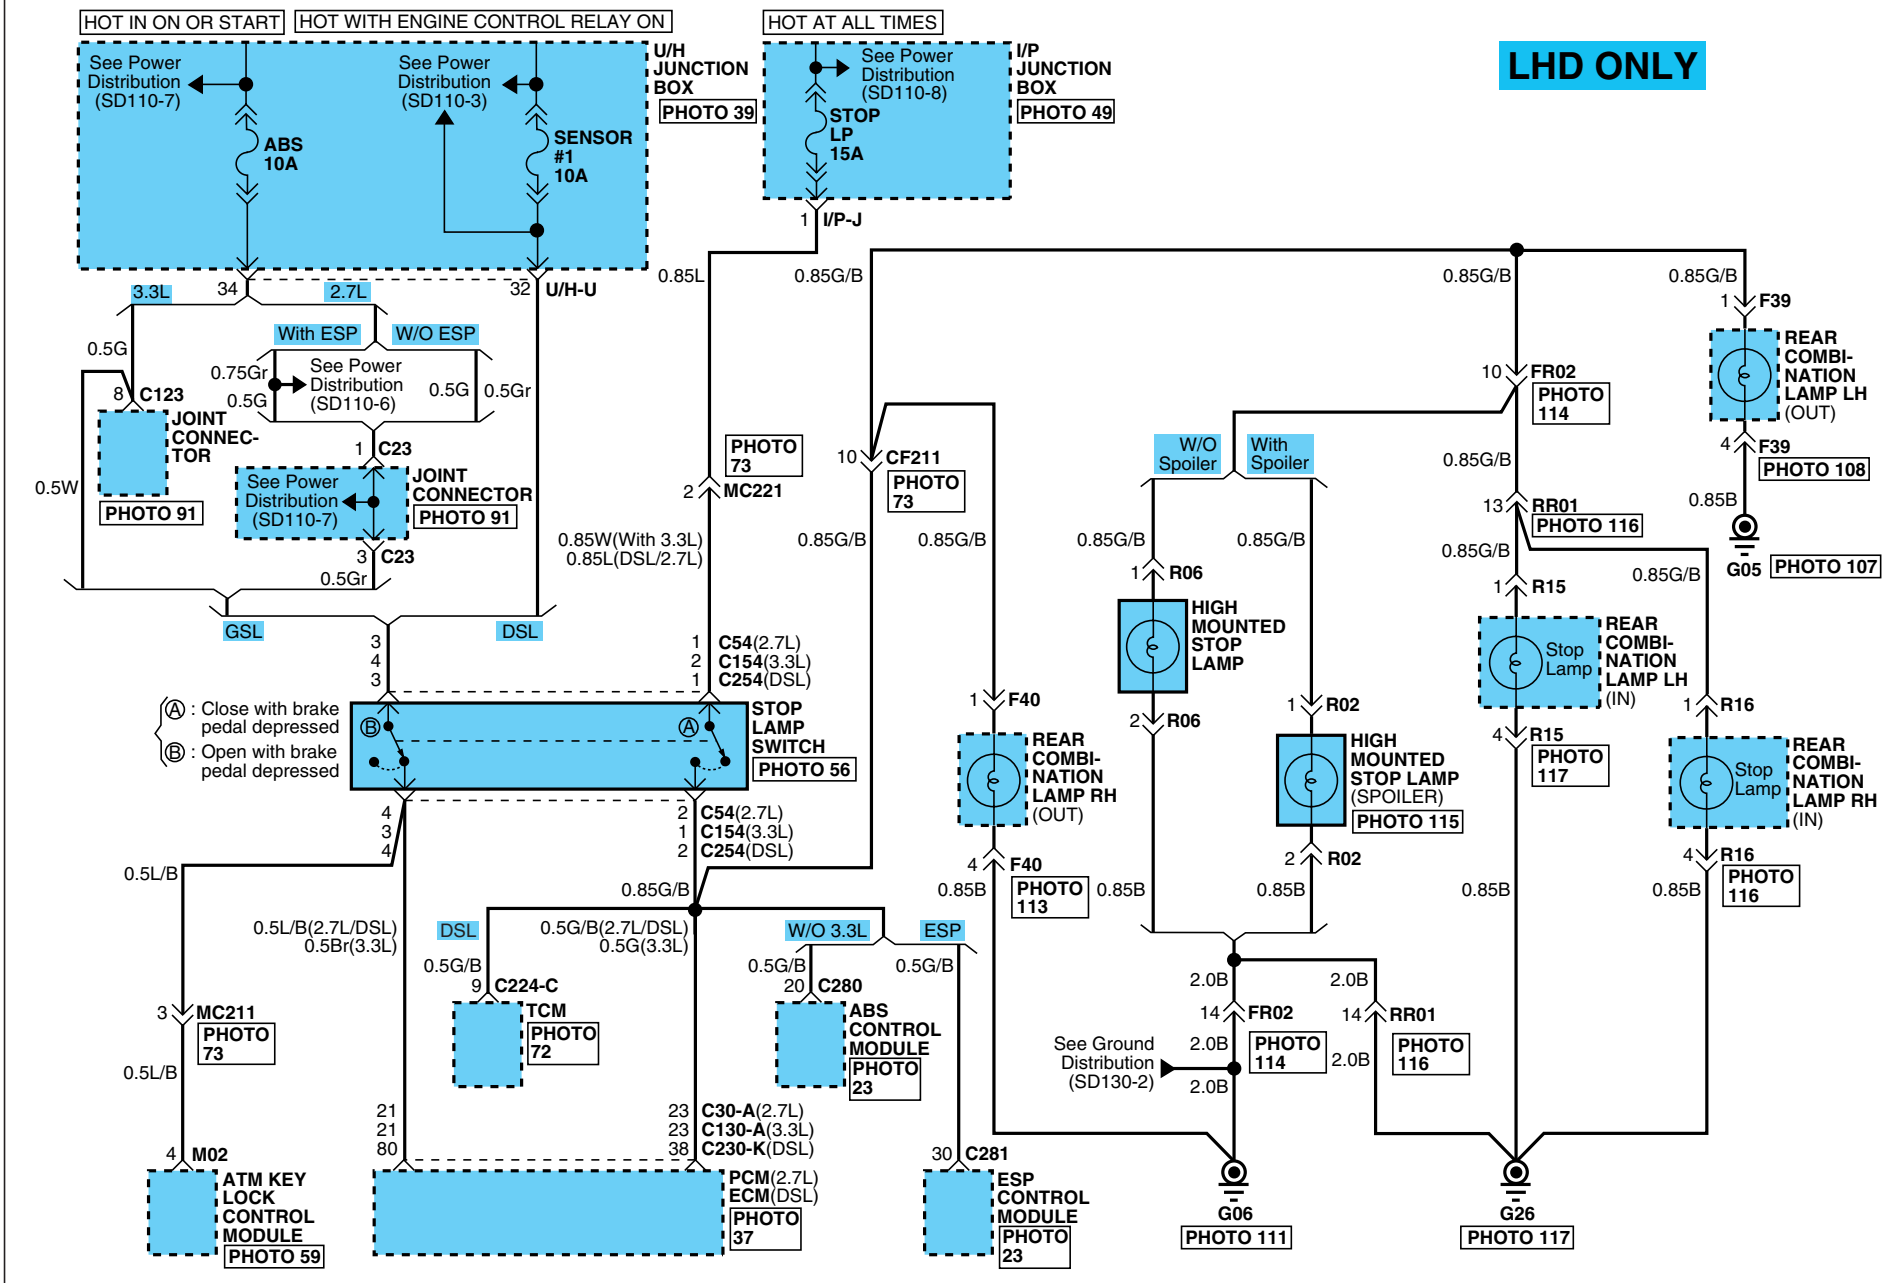 HOT IN ON OR START
HOT WITH ENGINE CONTROL RELAY ON
HOT AT ALL TIMES
LHD ONLY
See Power
Distribution
(SD110-7)
ABS
10A
See Power
Distribution
(SD110-3)
SENSOR
#1
10A
U/H
JUNCTION
BOX
PHOTO 39
See Power
Distribution
(SD110-8)
STOP
LP
15A
I/P
JUNCTION
BOX
PHOTO 49
1 I/P-J
3.3L
34
2.7L
32 U/H-U
0.85L
0.85G/B
0.85G/B
0.85G/B
1 F39
REAR
COMBI-
NATION
LAMP LH
(OUT)
4 F39
PHOTO 108
0.85B
G05
PHOTO 107
With ESP
W/O ESP
0.5G
0.75Gr
0.5G
See Power
Distribution
(SD110-6)
0.5G
0.5Gr
8 C123
JOINT
CONNEC-
TOR
PHOTO 91
1 C23
See Power
Distribution
(SD110-7)
JOINT
CONNECTOR
PHOTO 91
3 C23
0.5W
0.5Gr
GSL
DSL
PHOTO
73
2 MC221
0.85W(With 3.3L)
0.85L(DSL/2.7L)
10 CF211
PHOTO
73
0.85G/B
0.85G/B
10 FR02
PHOTO
114
W/O
Spoiler
With
Spoiler
0.85G/B
13 RR01
PHOTO 116
0.85G/B
0.85G/B
0.85G/B
0.85G/B
1 R06
HIGH
MOUNTED
STOP
LAMP
2 R06
1 R15
Stop
Lamp
REAR
COMBI-
NATION
LAMP LH
(IN)
4 R15
PHOTO
117
1 R16
Stop
Lamp
REAR
COMBI-
NATION
LAMP RH
(IN)
4 R16
PHOTO
116
3
4
3
1 C54(2.7L)
2 C154(3.3L)
1 C254(DSL)
A : Close with brake
pedal depressed
B : Open with brake
pedal depressed
B
A
STOP
LAMP
SWITCH
PHOTO 56
4
3
4
2 C54(2.7L)
1 C154(3.3L)
2 C254(DSL)
1 F40
REAR
COMBI-
NATION
LAMP RH
(OUT)
4 F40
PHOTO
113
1 R02
HIGH
MOUNTED
STOP LAMP
(SPOILER)
PHOTO 115
2 R02
0.5L/B
0.85G/B
0.85B
0.85B
0.85B
0.85B
0.85B
0.5L/B(2.7L/DSL)
0.5Br(3.3L)
DSL
0.5G/B(2.7L/DSL)
0.5G(3.3L)
W/O 3.3L
ESP
0.5G/B
0.5G/B
0.5G/B
9 C224-C
TCM
PHOTO
72
20 C280
ABS
CONTROL
MODULE
PHOTO
23
3 MC211
PHOTO
73
0.5L/B
2.0B
2.0B
14 FR02
PHOTO
114
14 RR01
PHOTO
116
See Ground
Distribution
(SD130-2)
2.0B
2.0B
2.0B
21
21
80
23 C30-A(2.7L)
23 C130-A(3.3L)
38 C230-K(DSL)
4 M02
ATM KEY
LOCK
CONTROL
MODULE
PHOTO 59
PCM(2.7L)
ECM(DSL)
PHOTO
37
30 C281
ESP
CONTROL
MODULE
PHOTO
23
G06
PHOTO 111
G26
PHOTO 117